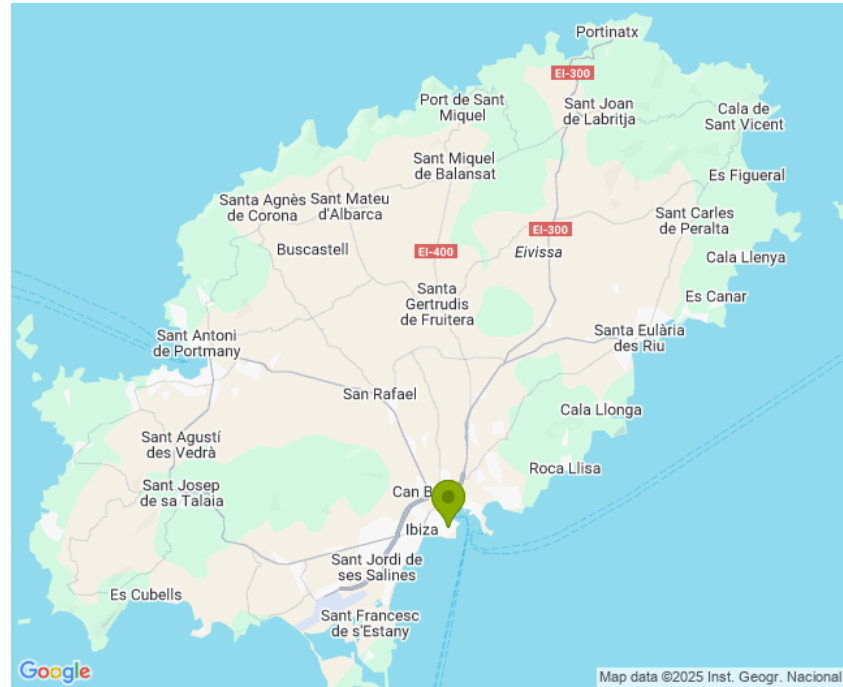 Portinatx
EI-300
Port de Sant
Miquel
Sant Joan
de Labritja
Cala de
Sant Vicent
Sant Miquel
de Balansat
Es Figueral
Santa Agnès
de Corona
Sant Mateu
d'Albarca
Sant Carles
de Peralta
EI-300
Buscastell
EI-400
Eivissa
Cala Llenya
Santa
Gertrudis
de Fruitera
Es Canar
Sant Antoni
de Portmany
Santa Eulària
des Riu
San Rafael
Cala Llonga
Sant Agustí
des Vedrà
Roca Llisa
Sant Josep
de sa Talaia
Can B
Ibiza
Sant Jordi de
ses Salines
Es Cubells
Sant Francesc
de s'Estany
Google
Map data ©2025 Inst. Geogr. Nacional